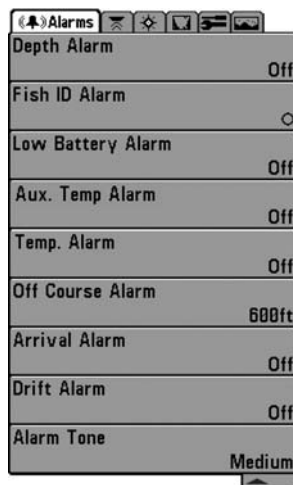 Alarms
Depth Alarm
Off
Fish ID Alarm
Low Battery Alarm
Off
Aux. Temp Alarm
Off
Temp. Alarm
Off
Off Course Alarm
600ft
Arrival Alarm
Off
Drift Alarm
Off
Alarm Tone
Medium